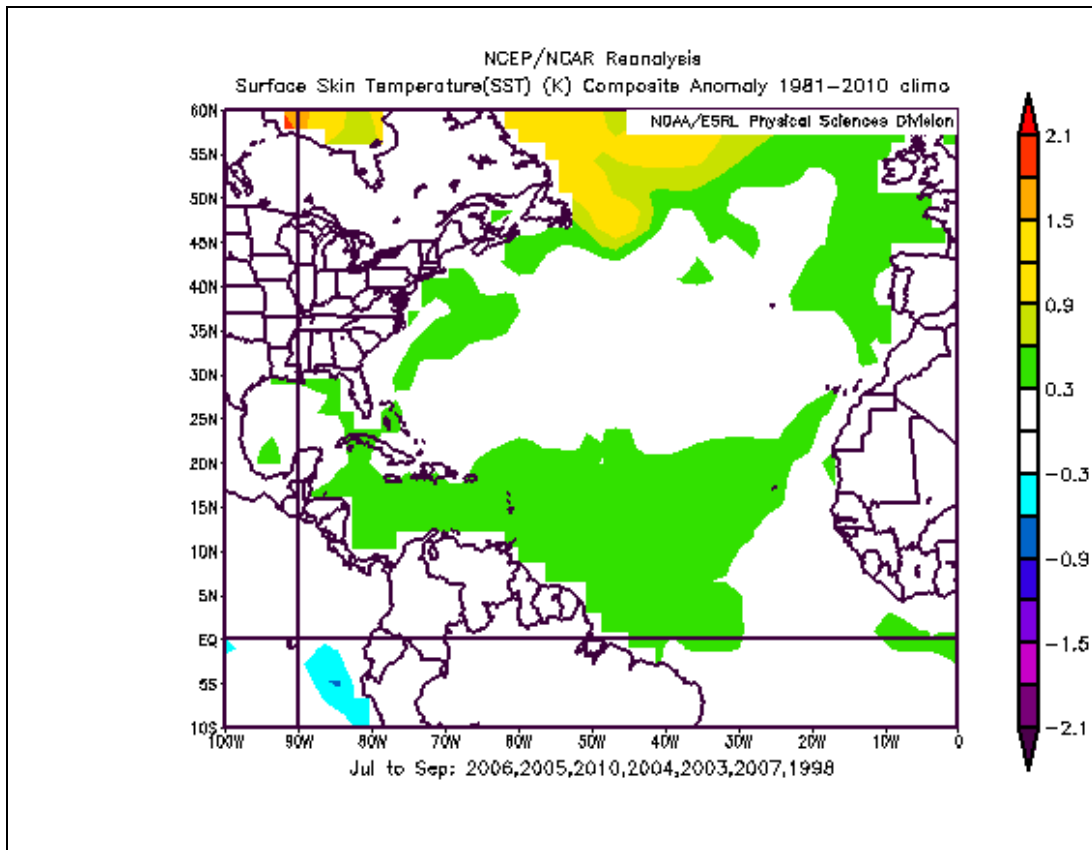 NCEP/NCAR Reanalysis
Surface Skin Temperature(SST) (K) Composite Anomaly 1981-2010 climo
NOAA/ESRL Physical Sciences Division
60N
55N
50N
45N
40N
35N
30N
25N
20N
15N
10N
5N
EQ
5S
10S
100W 90W 80W 70W 60W 50W 40W 30W 20W 10W 0
2.1
1.5
0.9
0.3
-0.3
-0.9
-1.5
-2.1
Jul to Sep: 2006,2005,2010,2004,2003,2007,1998